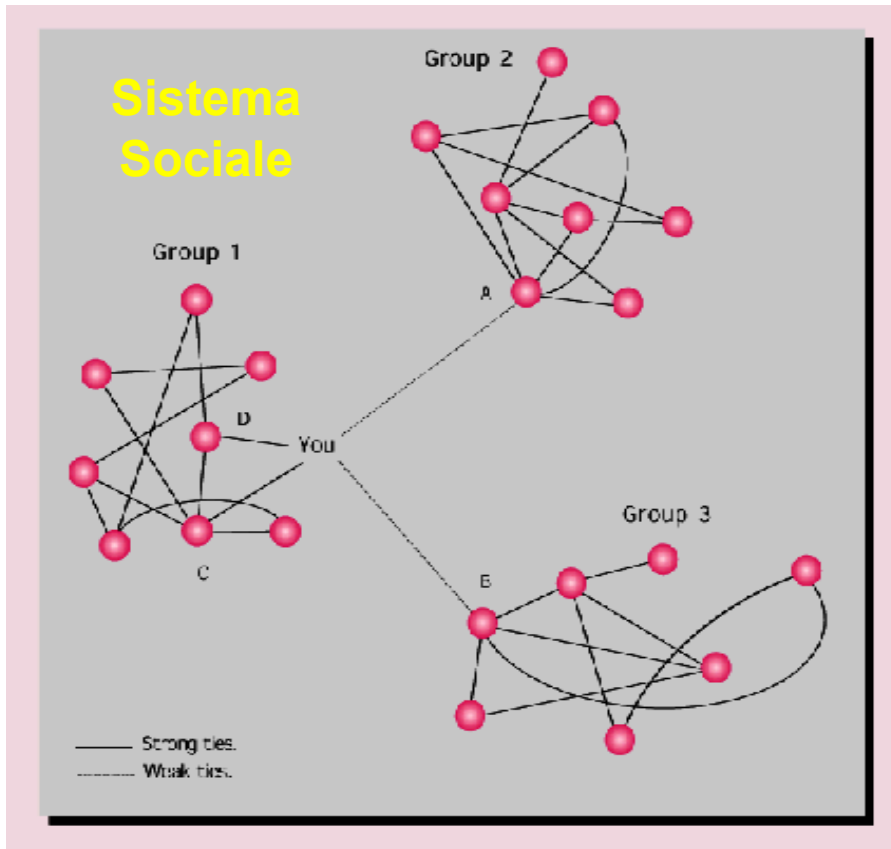 Sistema
Sociale
Group 2
Group 1
A
D
You
Group 3
B
C
Strong ties.
Weak ties.